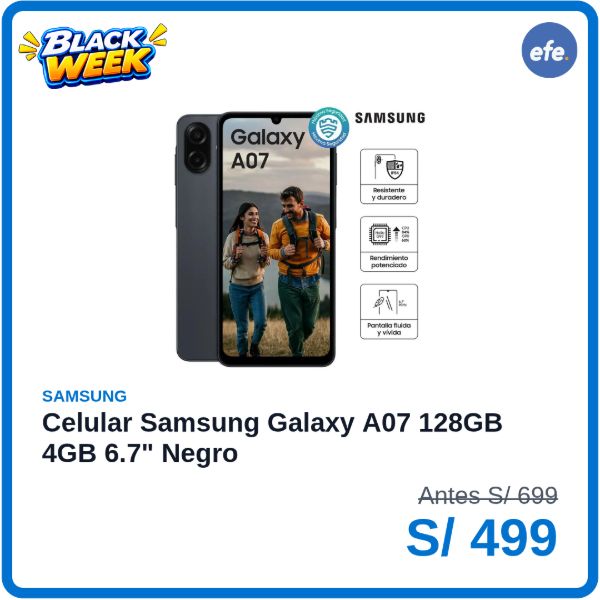 BLACK
WEEK
efe.
Galaxy
A07
SAMSUNG
Resistente
y duradero
Rendimiento
potenciado
Pantalla fluida
y vívida
SAMSUNG
Celular Samsung Galaxy A07 128GB
4GB 6.7" Negro
Antes S/ 699
S/ 499